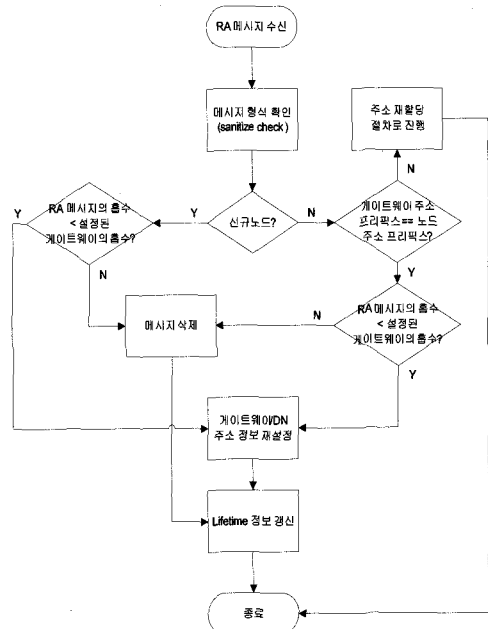 RA 메시지 수신
메시지 형식 확인
(sanitize check)
주소 재할당
절차로 진행
N
Y
RA 메시지의 홉수
< 설정된
게이트웨이의 홉수?
Y
신규노드?
N
게이트웨이 주소
프리픽스== 노드
주소 프리픽스?
N
Y
메시지 삭제
N
RA 메시지의 홉수
< 설정된
게이트웨이의 홉수?
Y
게이트웨이/DN
주소 정보 재설정
Lifetime 정보 갱신
종료